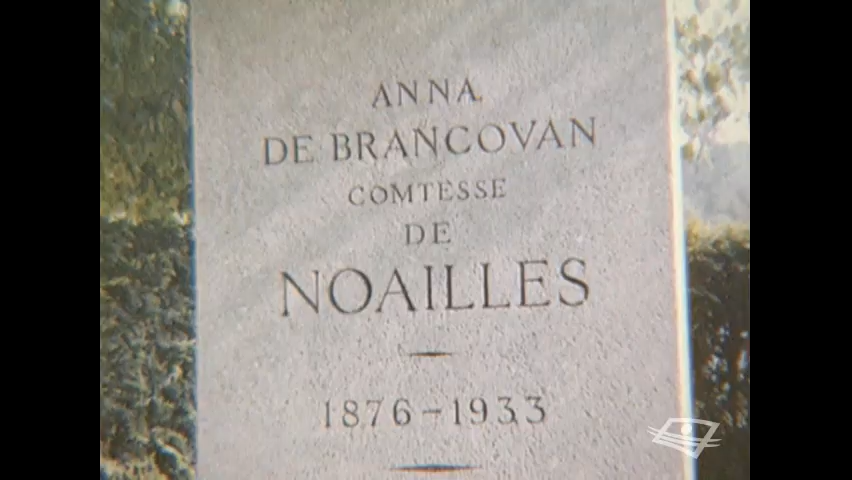 ANNA
DE BRANCOVAN
COMTESSE
DE
NOAILLES
1876-1933